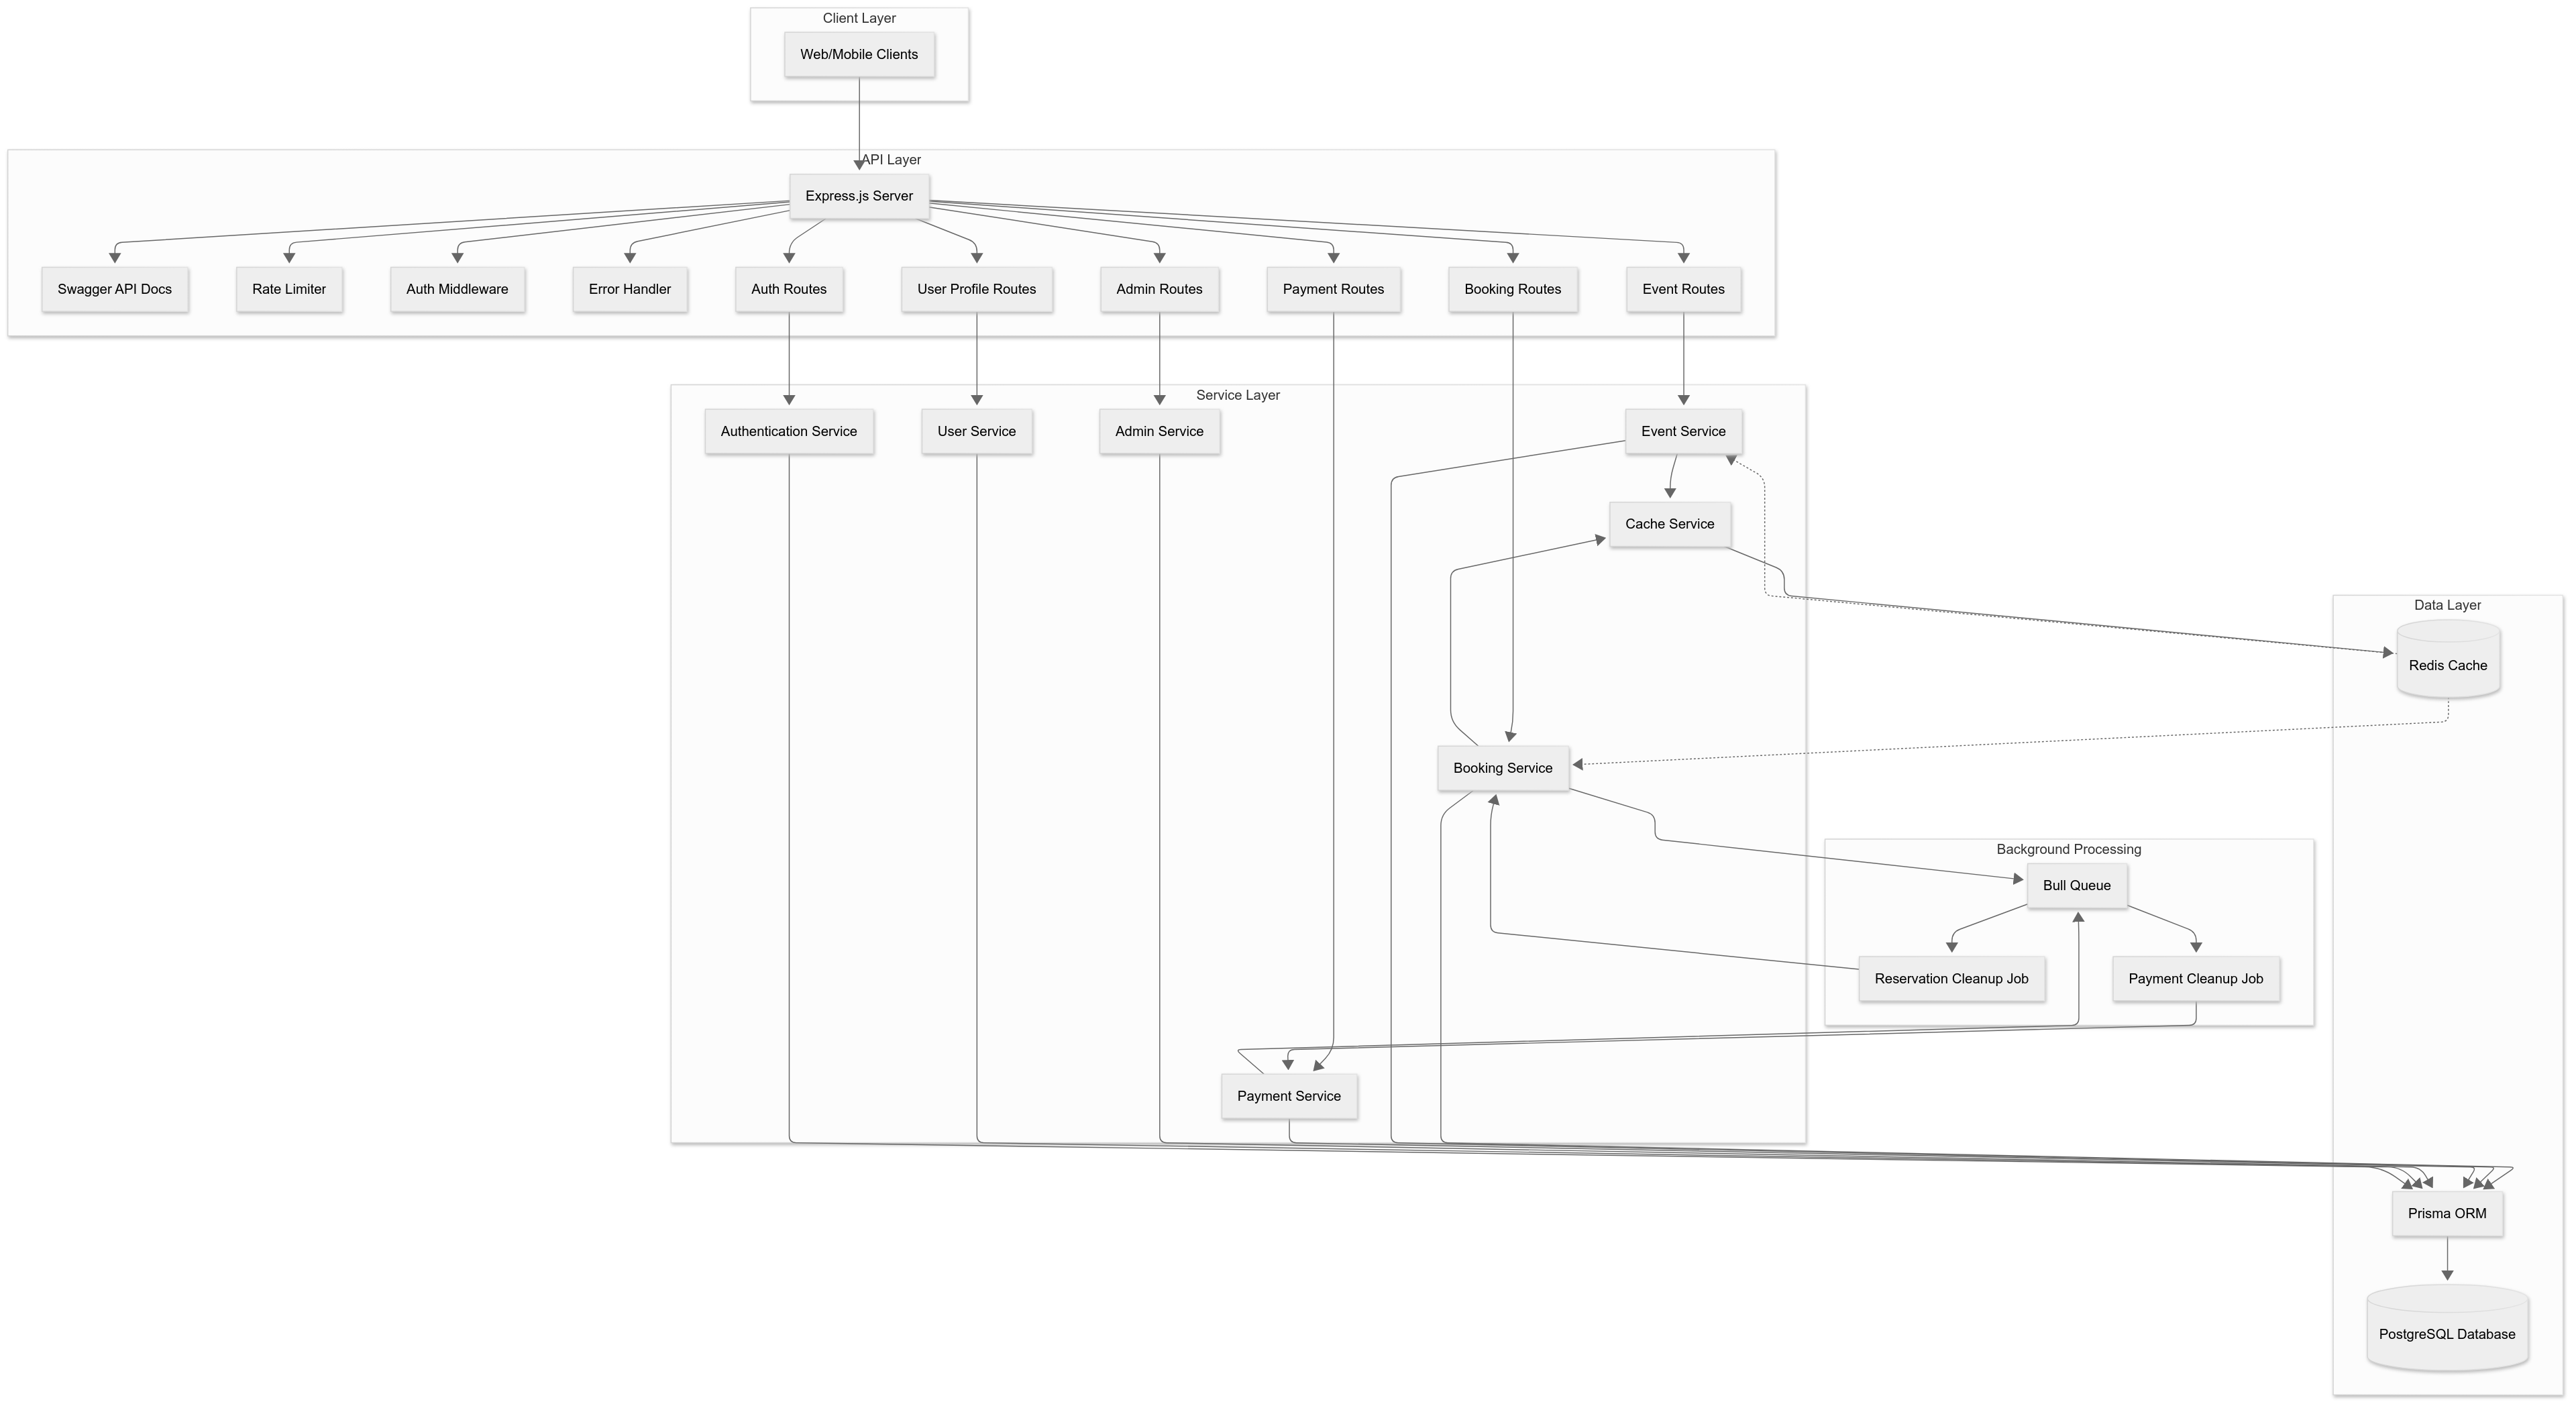 Client Layer
Web/Mobile Clients
API Layer
Express.js Server
Swagger API Docs
Rate Limiter
Auth Middleware
Error Handler
Auth Routes
User Profile Routes
Admin Routes
Payment Routes
Booking Routes
Event Routes
Service Layer
Authentication Service
User Service
Admin Service
Event Service
Cache Service
Data Layer
Redis Cache
Booking Service
Background Processing
Bull Queue
Reservation Cleanup Job
Payment Cleanup Job
Payment Service
Prisma ORM
PostgreSQL Database